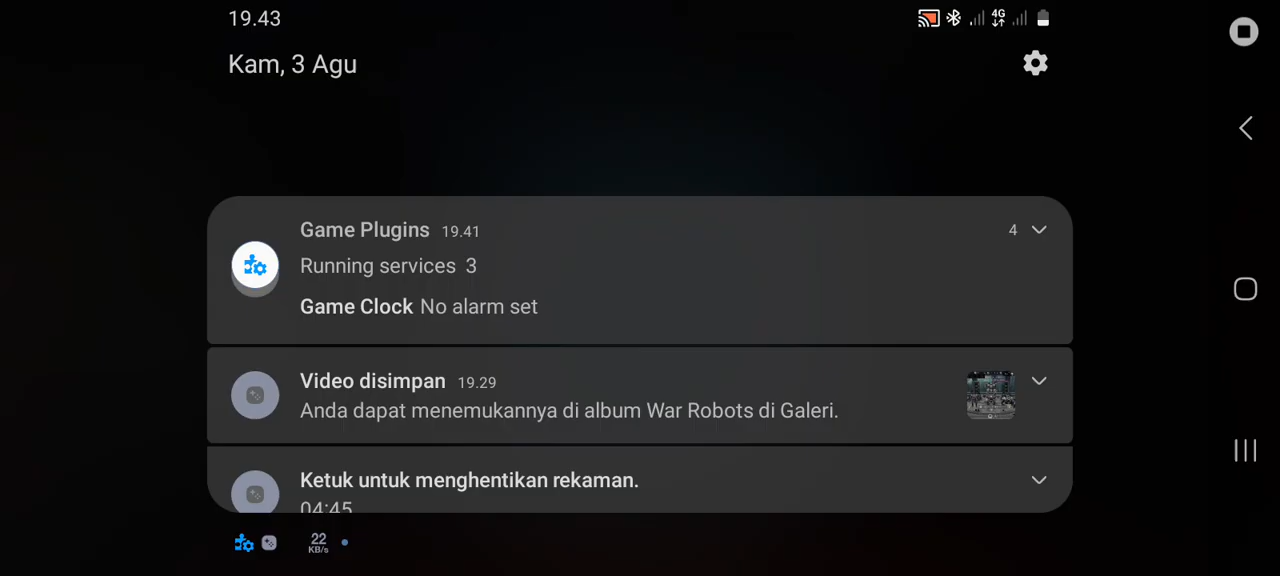 19.43
4G
Kam, 3 Agu
Game Plugins 19.41
4
Running services 3
Game Clock No alarm set
Video disimpan 19.29
Anda dapat menemukannya di album War Robots di Galeri.
Ketuk untuk menghentikan rekaman.
04:45
22
KB/s